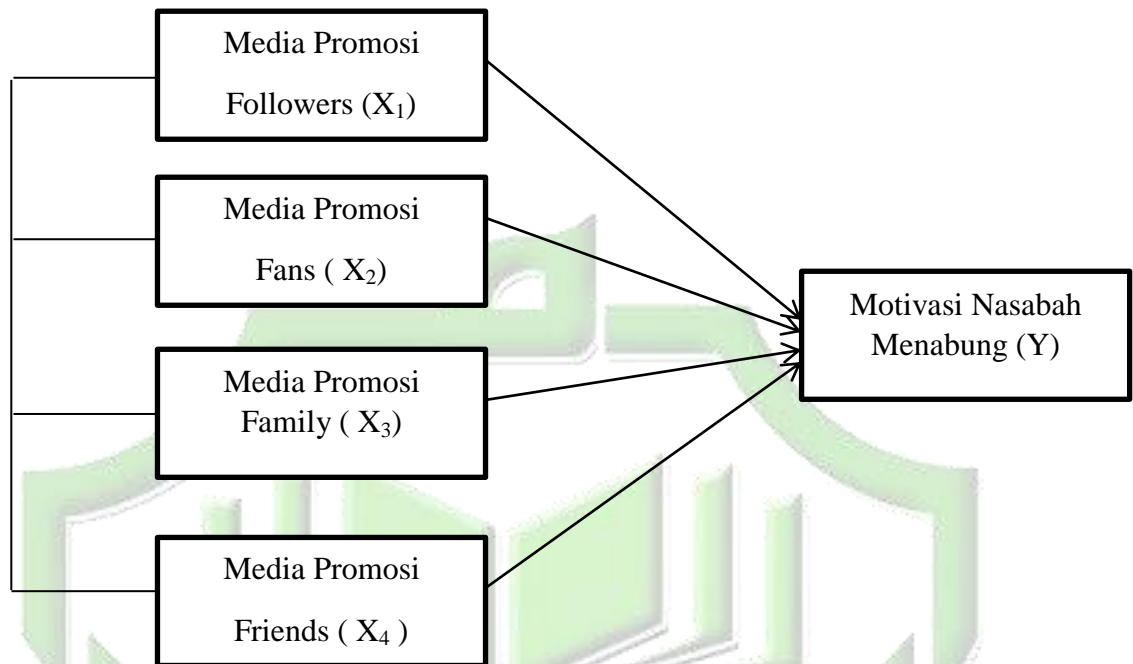 Media Promosi
Followers (X₁)
Media Promosi
Fans ( X₂)
Media Promosi
Family ( X₃)
Media Promosi
Friends ( X₄ )
Motivasi Nasabah
Menabung (Y)